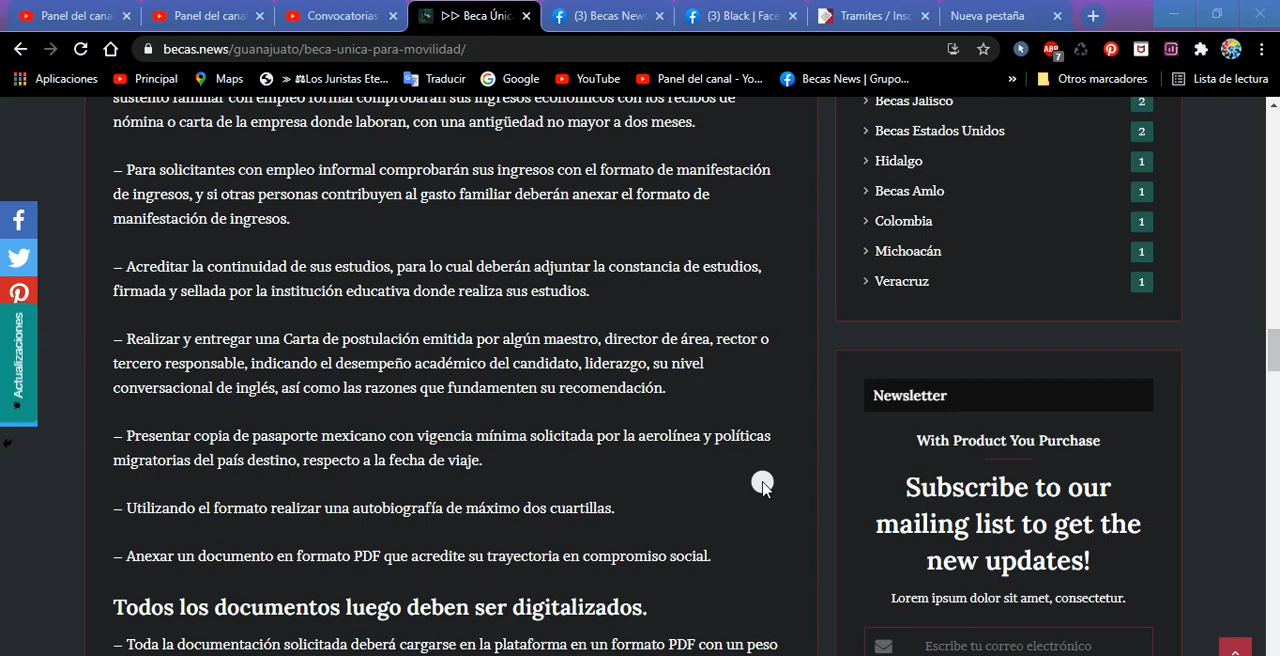 Panel del cana
Panel del cana
Convocatorias
▷▷ Beca Únic
(3) Becas New
(3) Black | Fac
Tramites / Inso
Nueva pestaña
becas.news/guanajuato/beca-unica-para-movilidad/
ABP
7
Aplicaciones
Principal
Maps
» ⚖Los Juristas Ete...
Traducir
Google
YouTube
Panel del canal - Yo...
Becas News | Grupo...
»
Otros marcadores
Lista de lectura
sustento familiar con empleo formal comprobarán sus ingresos económicos con los recibos de
nómina o carta de la empresa donde laboran, con una antigüedad no mayor a dos meses.
– Para solicitantes con empleo informal comprobarán sus ingresos con el formato de manifestación
de ingresos, y si otras personas contribuyen al gasto familiar deberán anexar el formato de
manifestación de ingresos.
– Acreditar la continuidad de sus estudios, para lo cual deberán adjuntar la constancia de estudios,
firmada y sellada por la institución educativa donde realiza sus estudios.
– Realizar y entregar una Carta de postulación emitida por algún maestro, director de área, rector o
tercero responsable, indicando el desempeño académico del candidato, liderazgo, su nivel
conversacional de inglés, así como las razones que fundamenten su recomendación.
– Presentar copia de pasaporte mexicano con vigencia mínima solicitada por la aerolínea y políticas
migratorias del país destino, respecto a la fecha de viaje.
– Utilizando el formato realizar una autobiografía de máximo dos cuartillas.
– Anexar un documento en formato PDF que acredite su trayectoria en compromiso social.
Todos los documentos luego deben ser digitalizados.
– Toda la documentación solicitada deberá cargarse en la plataforma en un formato PDF con un peso
Actualizaciones
Becas Jalisco 2
Becas Estados Unidos 2
Hidalgo 1
Becas Amlo 1
Colombia 1
Michoacán 1
Veracruz 1
Newsletter
With Product You Purchase
Subscribe to our
mailing list to get the
new updates!
Lorem ipsum dolor sit amet, consectetur.
Escribe tu correo electrónico